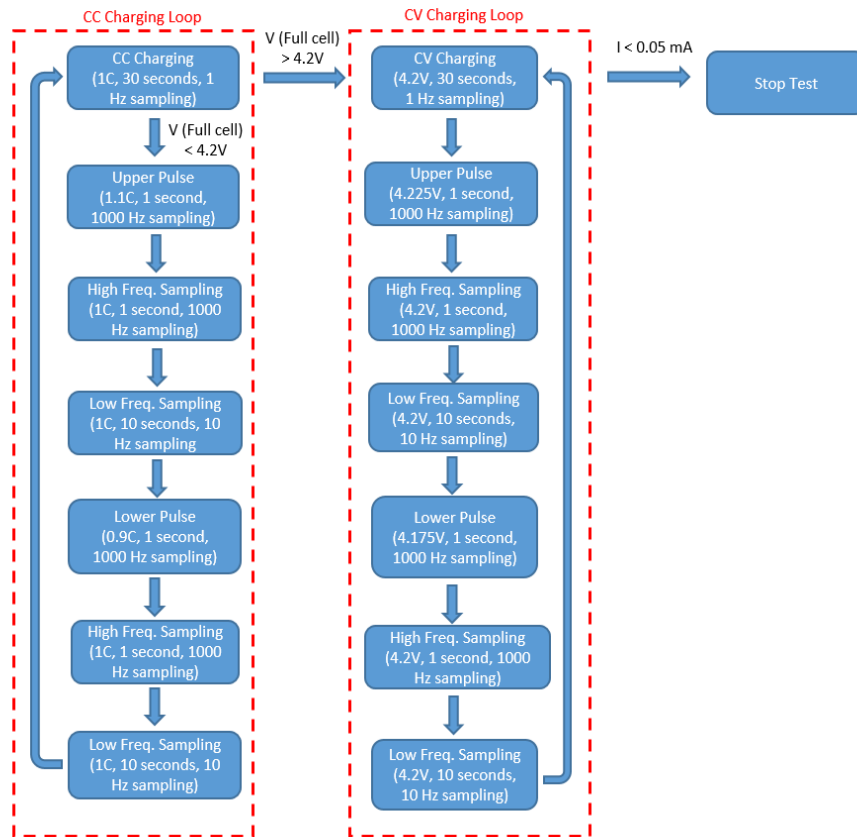 CC Charging Loop
CC Charging
(1C, 30 seconds, 1
Hz sampling)
V (Full cell)
< 4.2V
Upper Pulse
(1.1C, 1 second,
1000 Hz sampling)
High Freq. Sampling
(1C, 1 second, 1000
Hz sampling)
Low Freq. Sampling
(1C, 10 seconds, 10
Hz sampling
Lower Pulse
(0.9C, 1 second,
1000 Hz sampling)
High Freq. Sampling
(1C, 1 second, 1000
Hz sampling)
Low Freq. Sampling
(1C, 10 seconds, 10
Hz sampling)
V (Full cell)
> 4.2V
CV Charging Loop
CV Charging
(4.2V, 30 seconds,
1 Hz sampling)
Upper Pulse
(4.225V, 1 second,
1000 Hz sampling)
High Freq. Sampling
(4.2V, 1 second,
1000 Hz sampling)
Low Freq. Sampling
(4.2V, 10 seconds,
10 Hz sampling)
Lower Pulse
(4.175V, 1 second,
1000 Hz sampling)
High Freq. Sampling
(4.2V, 1 second, 1000
Hz sampling)
Low Freq. Sampling
(4.2V, 10 seconds,
10 Hz sampling)
I < 0.05 mA
Stop Test